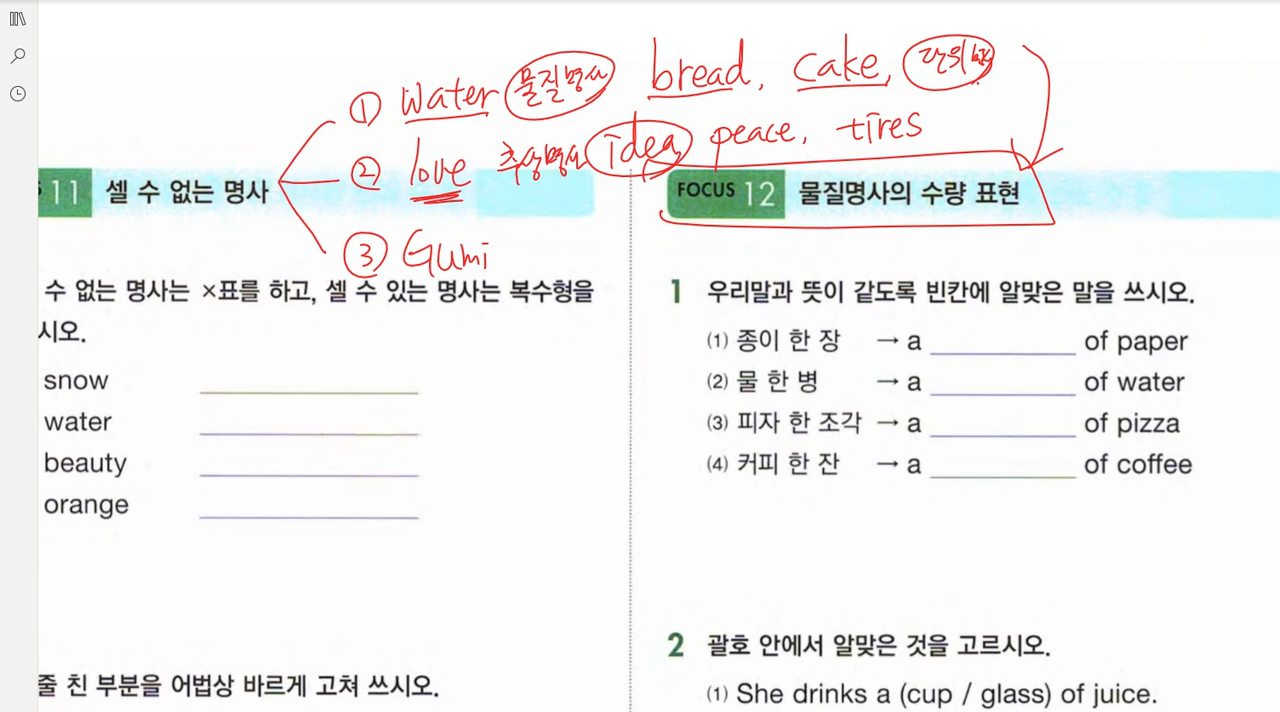 ① water 물질명사 bread, cake,
② love 추상명사 idea, peace, tires
③ Gumi
11 셀 수 없는 명사
수 없는 명사는 ×표를 하고, 셀 수 있는 명사는 복수형을
시오.
snow
water
beauty
orange
줄 친 부분을 어법상 바르게 고쳐 쓰시오.
FOCUS 12 물질명사의 수량 표현
1 우리말과 뜻이 같도록 빈칸에 알맞은 말을 쓰시오.
(1) 종이 한 장 → a ______ of paper
(2) 물 한 병 → a ______ of water
(3) 피자 한 조각 → a ______ of pizza
(4) 커피 한 잔 → a ______ of coffee
2 괄호 안에서 알맞은 것을 고르시오.
(1) She drinks a (cup / glass) of juice.